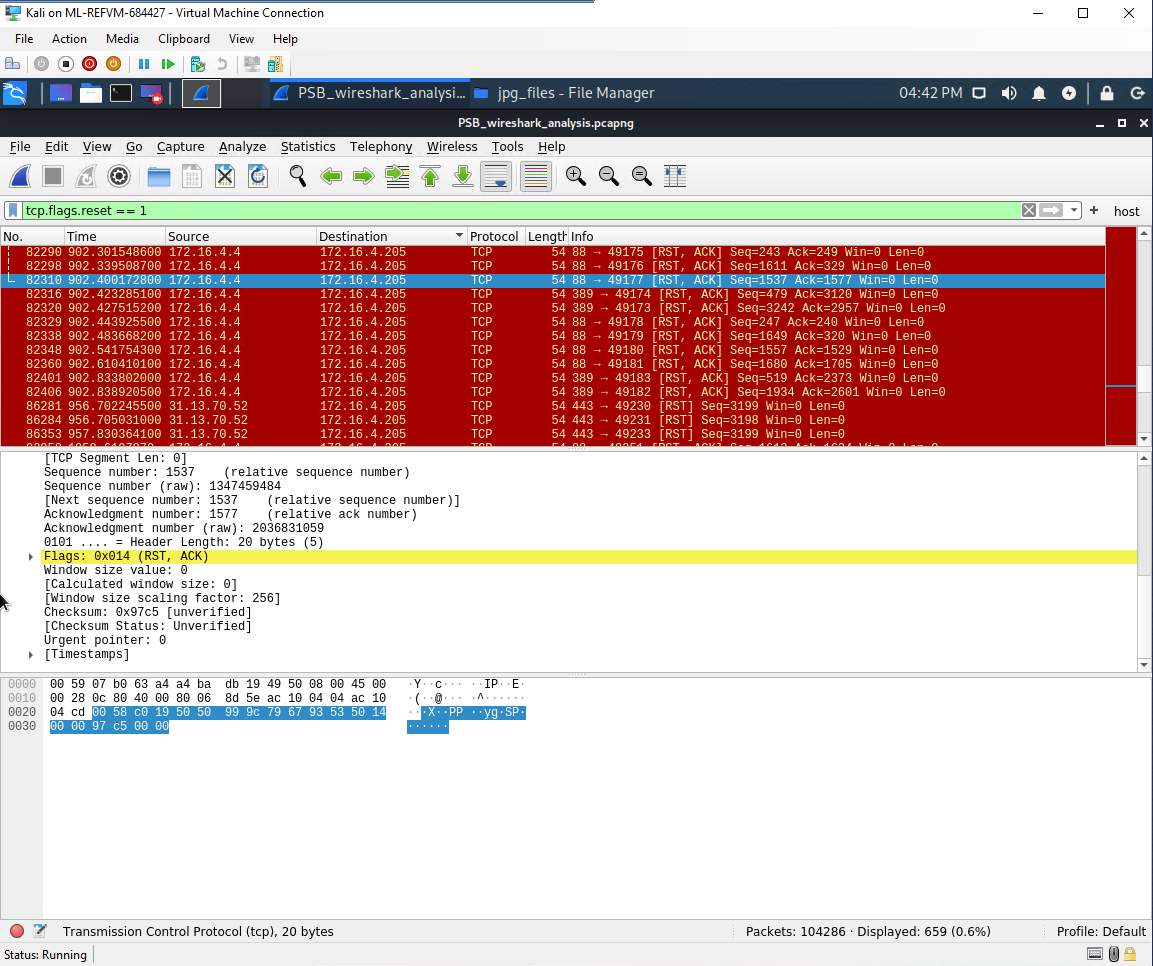 Kali on ML-REFVM-684427 - Virtual Machine Connection
File Action Media Clipboard View Help
PSB_wireshark_analysi... jpg_files - File Manager 04:42 PM
PSB_wireshark_analysis.pcapng
File Edit View Go Capture Analyze Statistics Telephony Wireless Tools Help
tcp.flags.reset == 1 + host
No. Time Source Destination Protocol Length Info
82290 902.301548600 172.16.4.4 172.16.4.205 TCP 54 88 → 49175 [RST, ACK] Seq=243 Ack=249 Win=0 Len=0
82298 902.339508700 172.16.4.4 172.16.4.205 TCP 54 88 → 49176 [RST, ACK] Seq=1611 Ack=329 Win=0 Len=0
82310 902.400172800 172.16.4.4 172.16.4.205 TCP 54 88 → 49177 [RST, ACK] Seq=1537 Ack=1577 Win=0 Len=0
82316 902.423285100 172.16.4.4 172.16.4.205 TCP 54 389 → 49174 [RST, ACK] Seq=479 Ack=3120 Win=0 Len=0
82320 902.427515200 172.16.4.4 172.16.4.205 TCP 54 389 → 49173 [RST, ACK] Seq=3242 Ack=2957 Win=0 Len=0
82329 902.443925500 172.16.4.4 172.16.4.205 TCP 54 88 → 49178 [RST, ACK] Seq=247 Ack=240 Win=0 Len=0
82338 902.483668200 172.16.4.4 172.16.4.205 TCP 54 88 → 49179 [RST, ACK] Seq=1649 Ack=320 Win=0 Len=0
82348 902.541754300 172.16.4.4 172.16.4.205 TCP 54 88 → 49180 [RST, ACK] Seq=1557 Ack=1529 Win=0 Len=0
82360 902.610410100 172.16.4.4 172.16.4.205 TCP 54 88 → 49181 [RST, ACK] Seq=1680 Ack=1705 Win=0 Len=0
82401 902.833802000 172.16.4.4 172.16.4.205 TCP 54 389 → 49183 [RST, ACK] Seq=519 Ack=2373 Win=0 Len=0
82406 902.838920500 172.16.4.4 172.16.4.205 TCP 54 389 → 49182 [RST, ACK] Seq=1934 Ack=2601 Win=0 Len=0
86281 956.702245500 31.13.70.52 172.16.4.205 TCP 54 443 → 49230 [RST] Seq=3199 Win=0 Len=0
86284 956.705031000 31.13.70.52 172.16.4.205 TCP 54 443 → 49231 [RST] Seq=3198 Win=0 Len=0
86353 957.830364100 31.13.70.52 172.16.4.205 TCP 54 443 → 49233 [RST] Seq=3199 Win=0 Len=0
[TCP Segment Len: 0]
Sequence number: 1537 (relative sequence number)
Sequence number (raw): 1347459484
[Next sequence number: 1537 (relative sequence number)]
Acknowledgment number: 1577 (relative ack number)
Acknowledgment number (raw): 2036831059
0101 .... = Header Length: 20 bytes (5)
Flags: 0x014 (RST, ACK)
Window size value: 0
[Calculated window size: 0]
[Window size scaling factor: 256]
Checksum: 0x97c5 [unverified]
[Checksum Status: Unverified]
Urgent pointer: 0
[Timestamps]
0000 00 59 07 b0 63 a4 a4 ba db 19 49 50 08 00 45 00 ·Y··c··· ··IP··E·
0010 00 28 0c 80 40 00 80 06 8d 5e ac 10 04 04 ac 10 ·(··@··· ·^······
0020 04 cd 00 58 c0 19 50 50 99 9c 79 67 93 53 50 14 ···X··PP ··yg·SP·
0030 00 00 97 c5 00 00 ······
Transmission Control Protocol (tcp), 20 bytes Packets: 104286 · Displayed: 659 (0.6%) Profile: Default
Status: Running